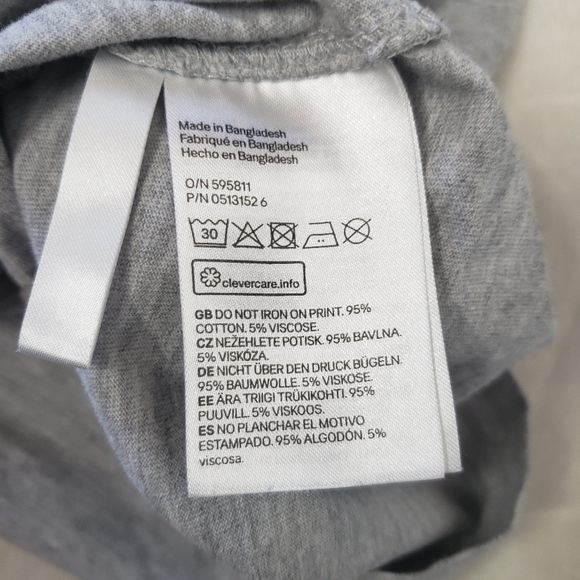 Made in Bangladesh
Fabriqué en Bangladesh
Hecho en Bangladesh
O/N 595811
P/N 0513152 6
30
clevercare.info
GB DO NOT IRON ON PRINT. 95%
COTTON. 5% VISCOSE.
CZ NEŽEHLETE POTISK. 95% BAVLNA.
5% VISKÓZA.
DE NICHT ÜBER DEN DRUCK BÜGELN.
95% BAUMWOLLE. 5% VISKOSE.
EE ÄRA TRIIGI TRÜKIKOHTI. 95%
PUUVILL. 5% VISKOOS.
ES NO PLANCHAR EL MOTIVO
ESTAMPADO. 95% ALGODÓN. 5%
viscosa.